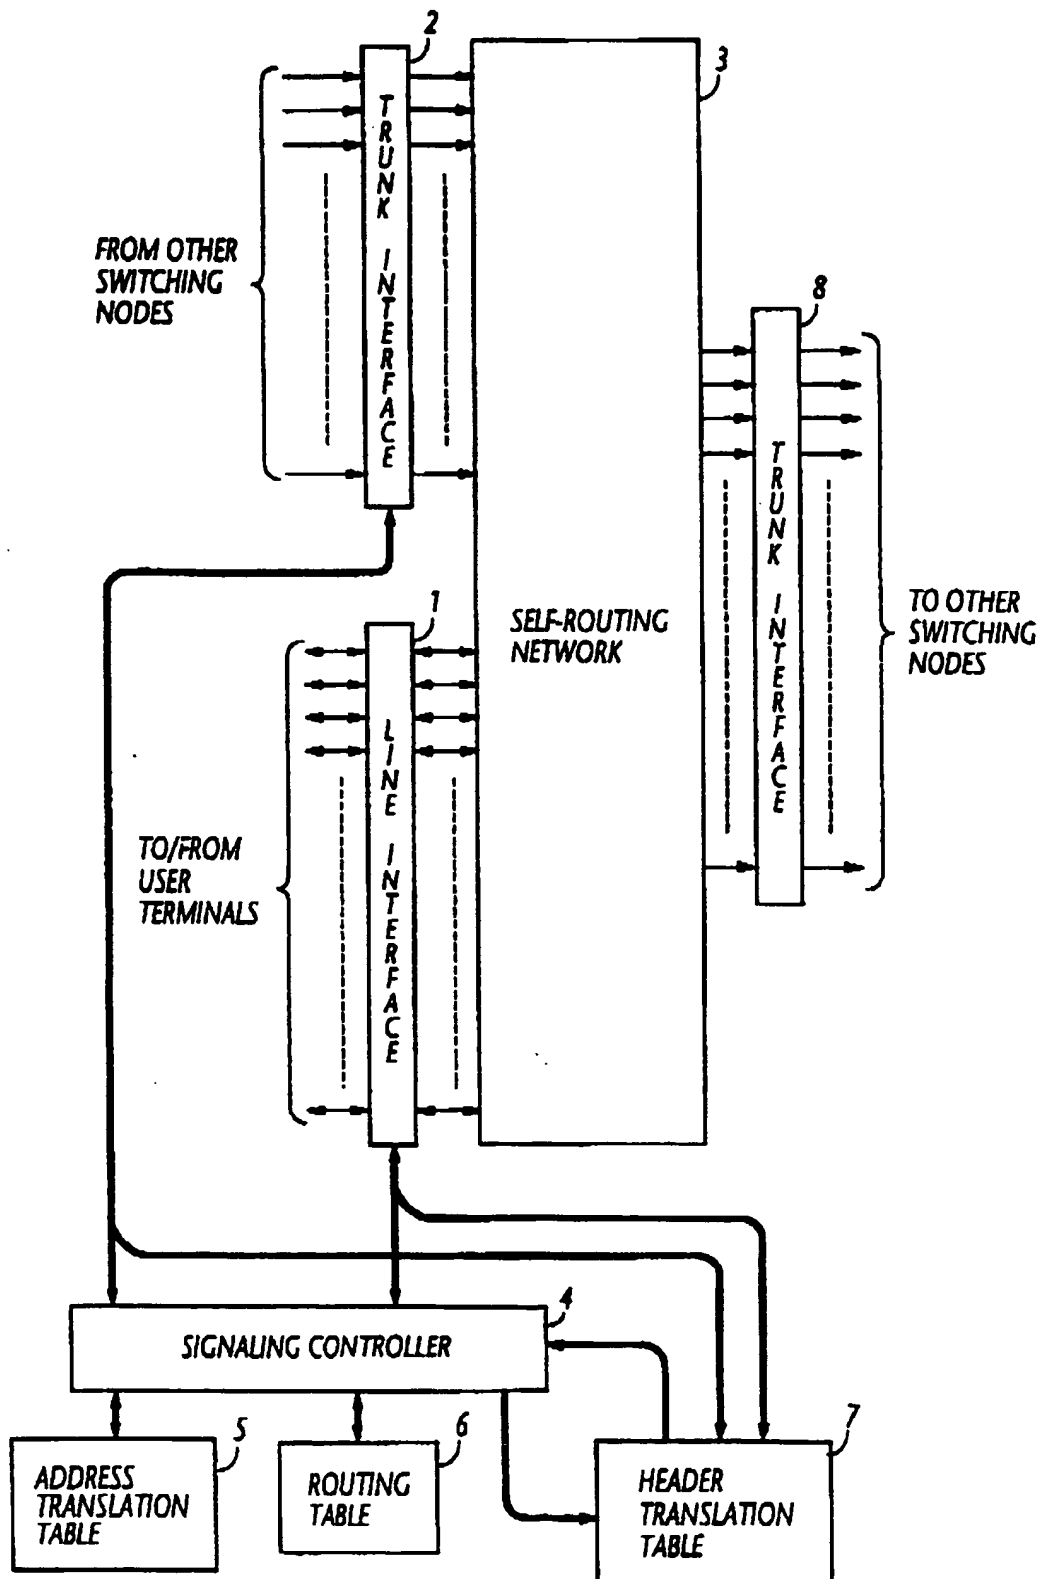 2
3
TRUNK INTERFACE
FROM OTHER
SWITCHING
NODES
8
TRUNK INTERFACE
TO OTHER
SWITCHING
NODES
1
SELF-ROUTING
NETWORK
LINE INTERFACE
TO/FROM
USER
TERMINALS
4
SIGNALING CONTROLLER
5
ADDRESS
TRANSLATION
TABLE
6
ROUTING
TABLE
7
HEADER
TRANSLATION
TABLE